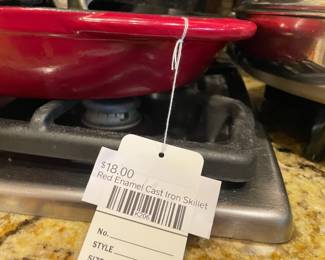 $18.00
Red Enamel Cast Iron Skillet
No.
STYLE